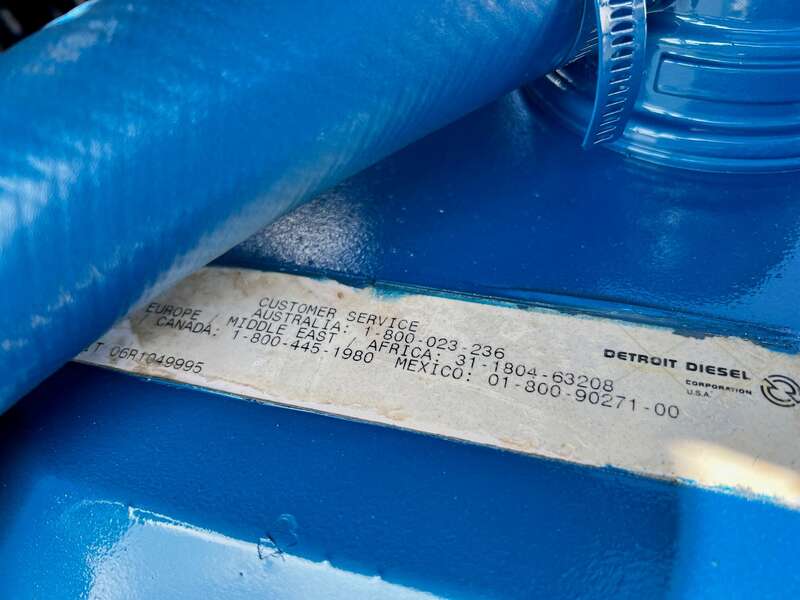 CUSTOMER SERVICE
AUSTRALIA: 1-800-023-236
EUROPE / MIDDLE EAST / AFRICA: 31-1804-63208
CANADA: 1-800-445-1980 MEXICO: 01-800-90271-00
06R1049995
DETROIT DIESEL
CORPORATION
U.S.A.